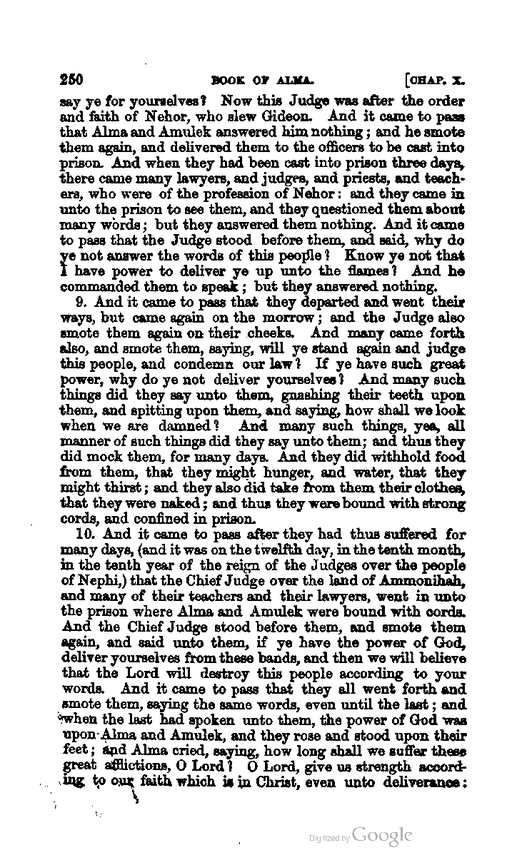 250 BOOK OF ALMA. [CHAP. X.
say ye for yourselves? Now this Judge was after the order
and faith of Nehor, who slew Gideon. And it came to pass
that Alma and Amulek answered him nothing; and he smote
them again, and delivered them to the officers to be cast into
prison. And when they had been cast into prison three days,
there came many lawyers, and judges, and priests, and teach-
ers, who were of the profession of Nehor: and they came in
unto the prison to see them, and they questioned them about
many words; but they answered them nothing. And it came
to pass that the Judge stood before them, and said, why do
ye not answer the words of this people? Know ye not that
I have power to deliver ye up unto the flames? And he
commanded them to speak; but they answered nothing.
9. And it came to pass that they departed and went their
ways, but came again on the morrow; and the Judge also
smote them again on their cheeks. And many came forth
also, and smote them, saying, will ye stand again and judge
this people, and condemn our law? If ye have such great
power, why do ye not deliver yourselves? And many such
things did they say unto them, gnashing their teeth upon
them, and spitting upon them, and saying, how shall we look
when we are damned? And many such things, yea, all
manner of such things did they say unto them; and thus they
did mock them, for many days. And they did withhold food
from them, that they might hunger, and water, that they
might thirst; and they also did take from them their clothes,
that they were naked; and thus they were bound with strong
cords, and confined in prison.
10. And it came to pass after they had thus suffered for
many days, (and it was on the twelfth day, in the tenth month,
in the tenth year of the reign of the Judges over the people
of Nephi,) that the Chief Judge over the land of Ammonihah,
and many of their teachers and their lawyers, went in unto
the prison where Alma and Amulek were bound with cords.
And the Chief Judge stood before them, and smote them
again, and said unto them, if ye have the power of God,
deliver yourselves from these bands, and then we will believe
that the Lord will destroy this people according to your
words. And it came to pass that they all went forth and
smote them, saying the same words, even until the last; and
when the last had spoken unto them, the power of God was
upon Alma and Amulek, and they rose and stood upon their
feet; and Alma cried, saying, how long shall we suffer these
great afflictions, O Lord? O Lord, give us strength accord-
ing to our faith which is in Christ, even unto deliverance:
Digitized by Google